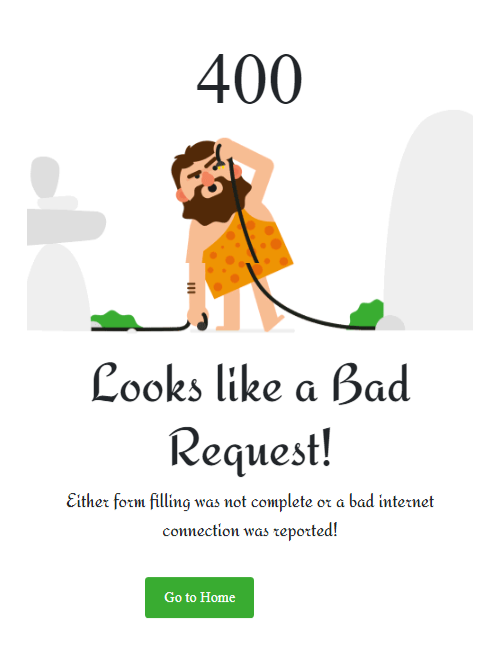 400
Looks like a Bad
Request!
Either form filling was not complete or a bad internet
connection was reported!
Go to Home